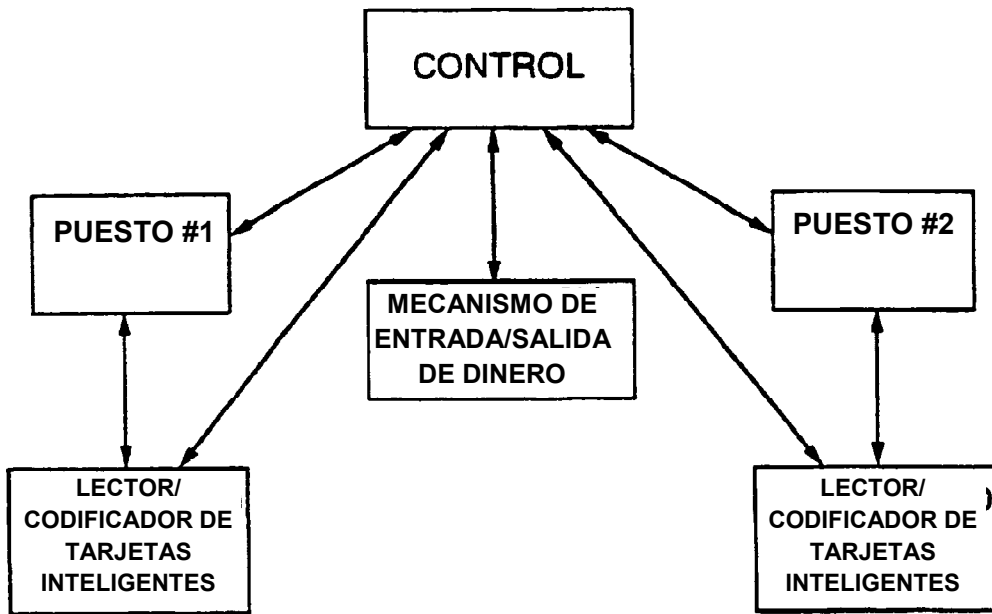 CONTROL
PUESTO #1
PUESTO #2
MECANISMO DE
ENTRADA/SALIDA
DE DINERO
LECTOR/
CODIFICADOR DE
TARJETAS
INTELIGENTES
LECTOR/
CODIFICADOR DE
TARJETAS
INTELIGENTES